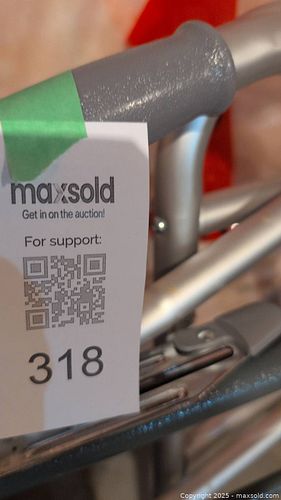 maxsold
Get in on the auction!
For support:
318
Copyright 2025 - maxsold.com